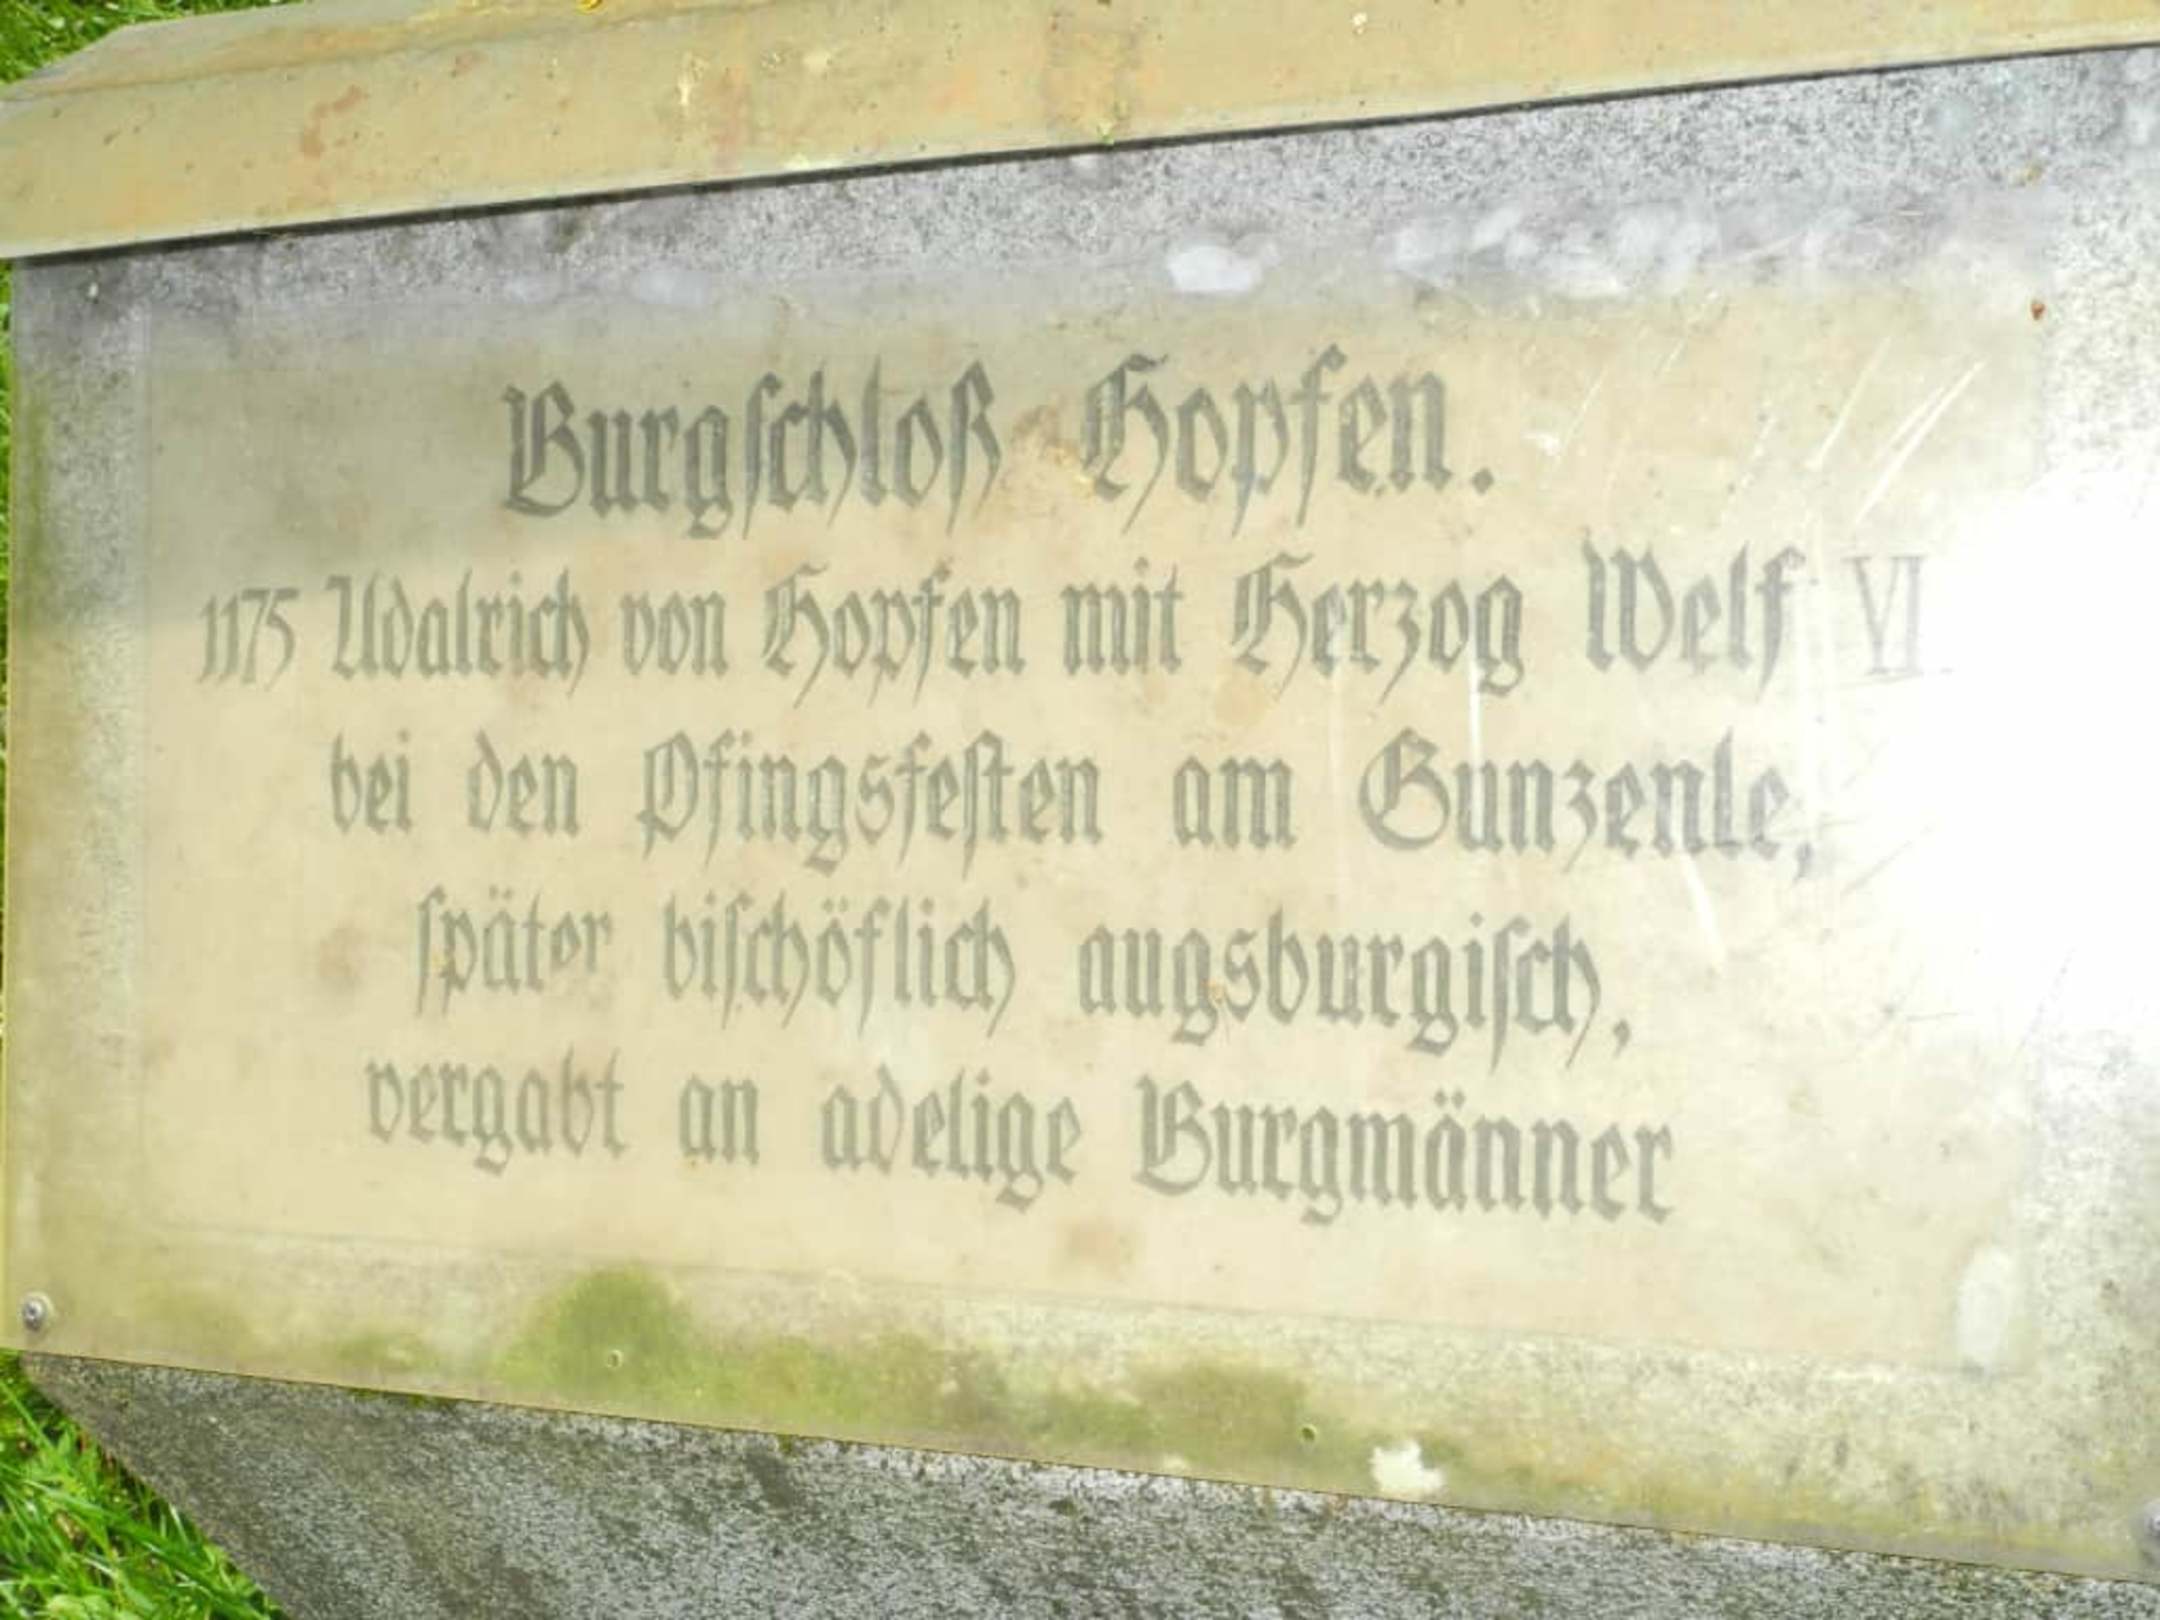 Burgſchloß Hopfen.
1175 Udalrich von Hopfen mit Herzog Welf VI.
bei den Pfingsfeſten am Gunzenle,
ſpäter biſchöflich augsburgiſch,
vergabt an adelige Burgmänner